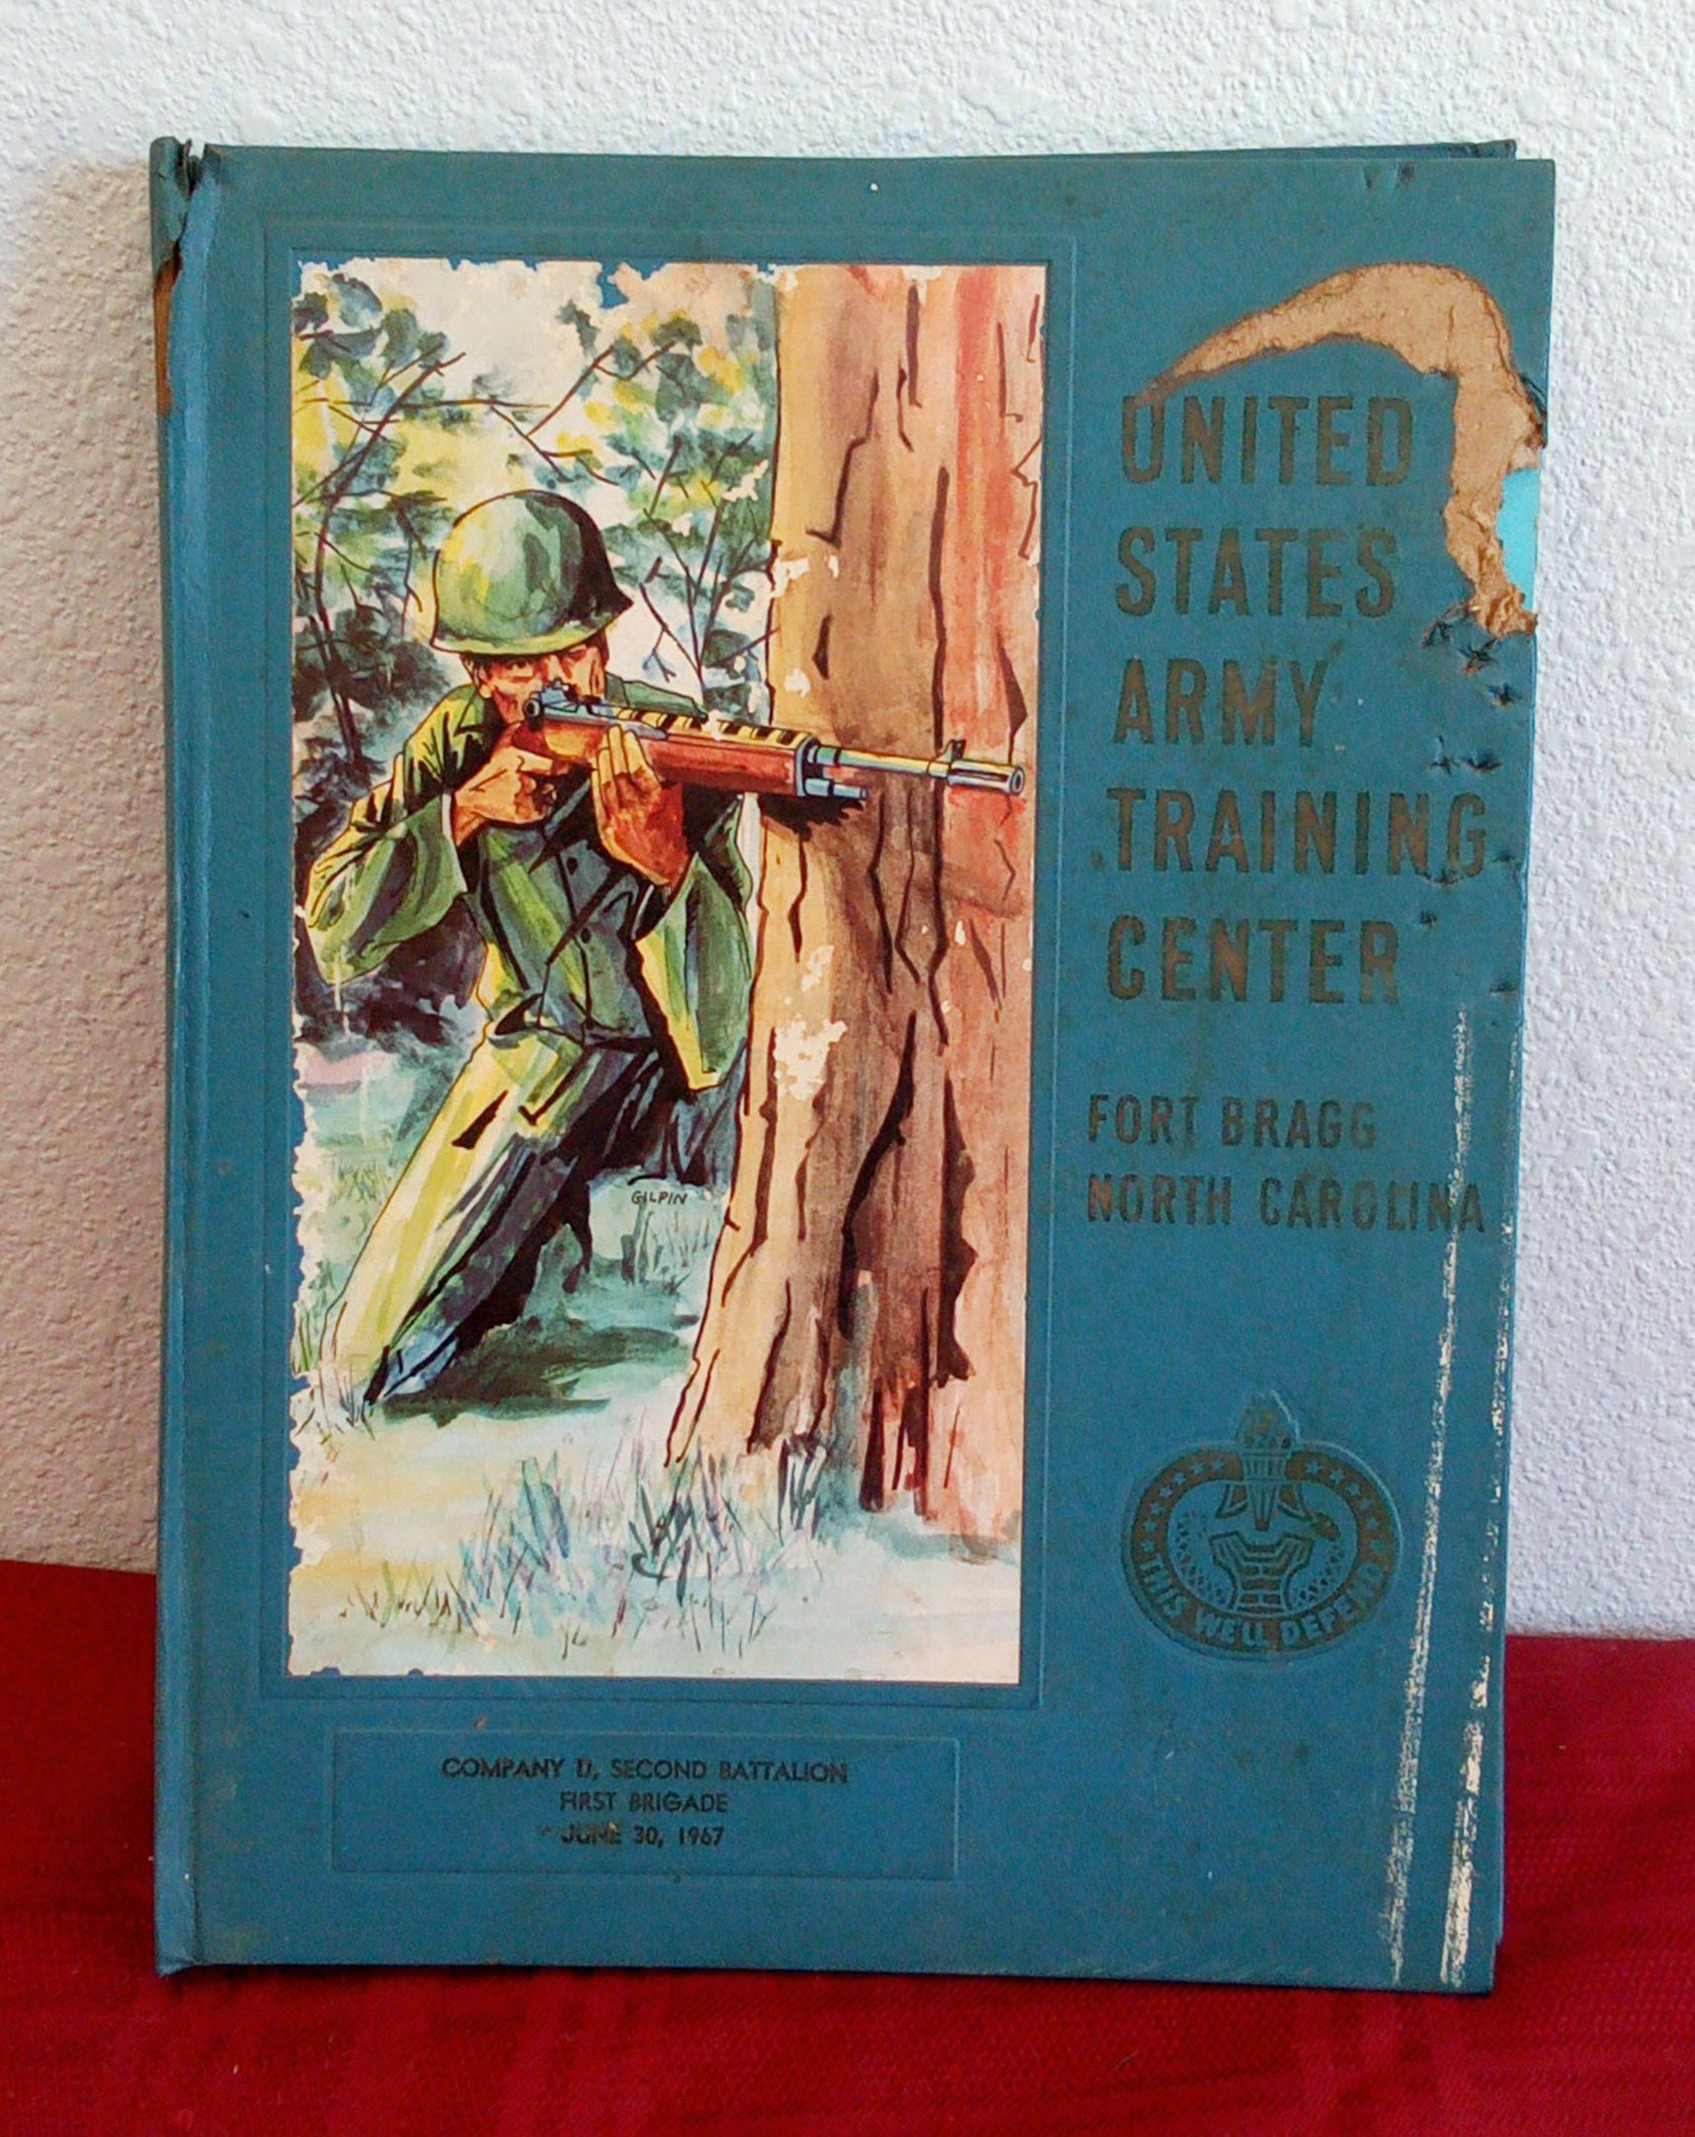 UNITED
STATES
ARMY
TRAINING
CENTER
FORT BRAGG
NORTH CAROLINA
GILPIN
THIS WE'LL DEFEND
COMPANY D, SECOND BATTALION
FIRST BRIGADE
JUNE 30, 1967